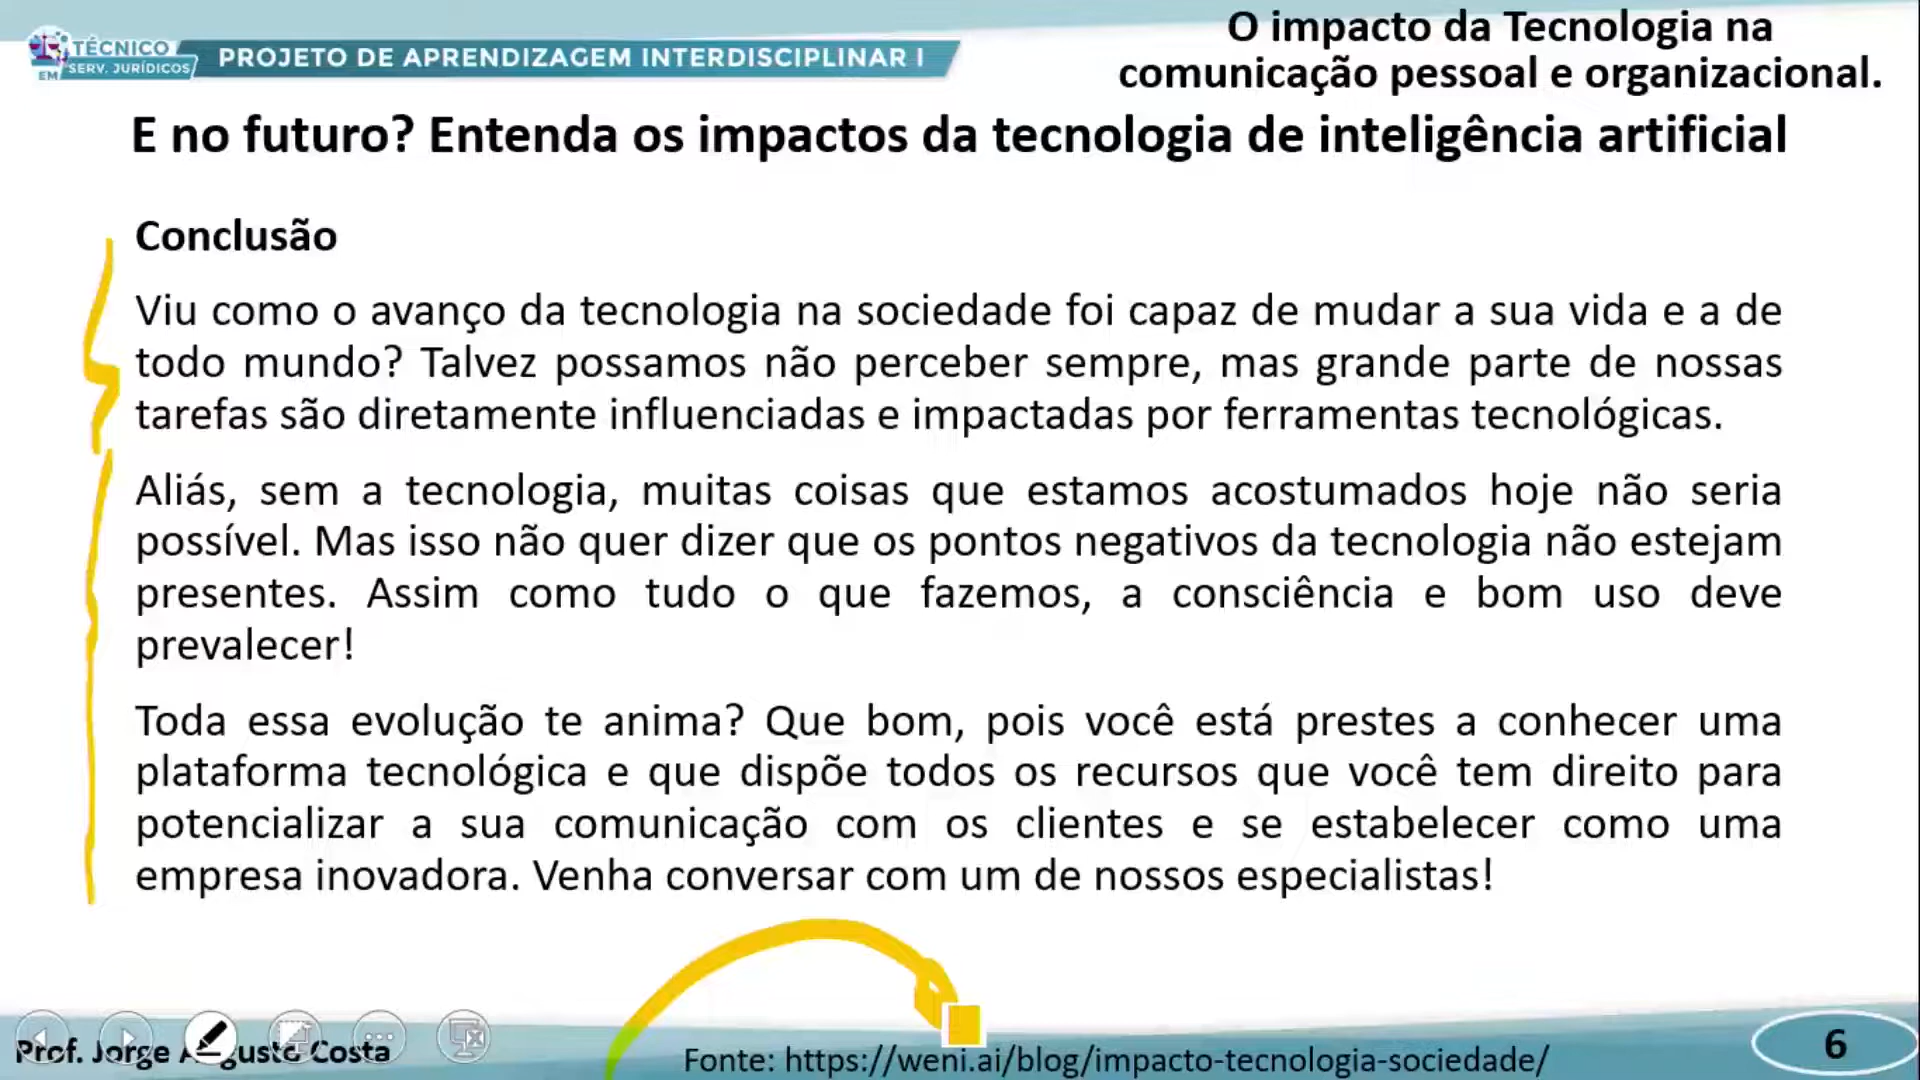 O impacto da Tecnologia na
comunicação pessoal e organizacional.
TÉCNICO
EM SERV. JURÍDICOS
PROJETO DE APRENDIZAGEM INTERDISCIPLINAR I
E no futuro? Entenda os impactos da tecnologia de inteligência artificial
Conclusão
Viu como o avanço da tecnologia na sociedade foi capaz de mudar a sua vida e a de
todo mundo? Talvez possamos não perceber sempre, mas grande parte de nossas
tarefas são diretamente influenciadas e impactadas por ferramentas tecnológicas.
Aliás, sem a tecnologia, muitas coisas que estamos acostumados hoje não seria
possível. Mas isso não quer dizer que os pontos negativos da tecnologia não estejam
presentes. Assim como tudo o que fazemos, a consciência e bom uso deve
prevalecer!
Toda essa evolução te anima? Que bom, pois você está prestes a conhecer uma
plataforma tecnológica e que dispõe todos os recursos que você tem direito para
potencializar a sua comunicação com os clientes e se estabelecer como uma
empresa inovadora. Venha conversar com um de nossos especialistas!
Prof. Jorge Augusto Costa
Fonte: https://weni.ai/blog/impacto-tecnologia-sociedade/
6